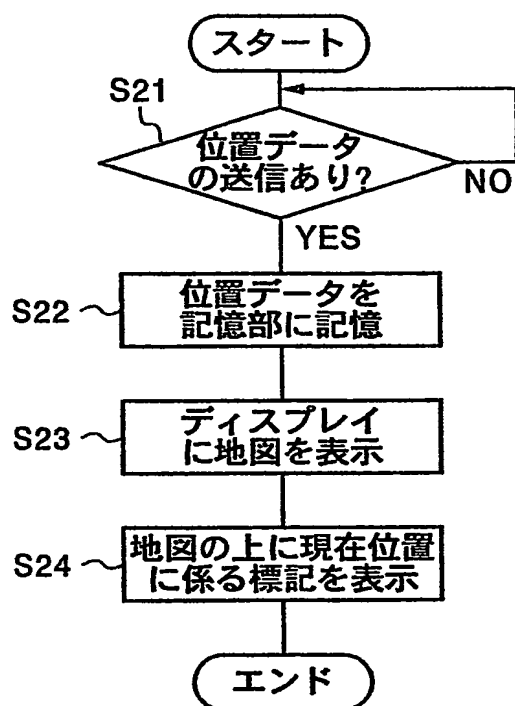 スタート
S21
位置データ
の送信あり?
NO
YES
S22
位置データを
記憶部に記憶
S23
ディスプレイ
に地図を表示
S24
地図の上に現在位置
に係る標記を表示
エンド